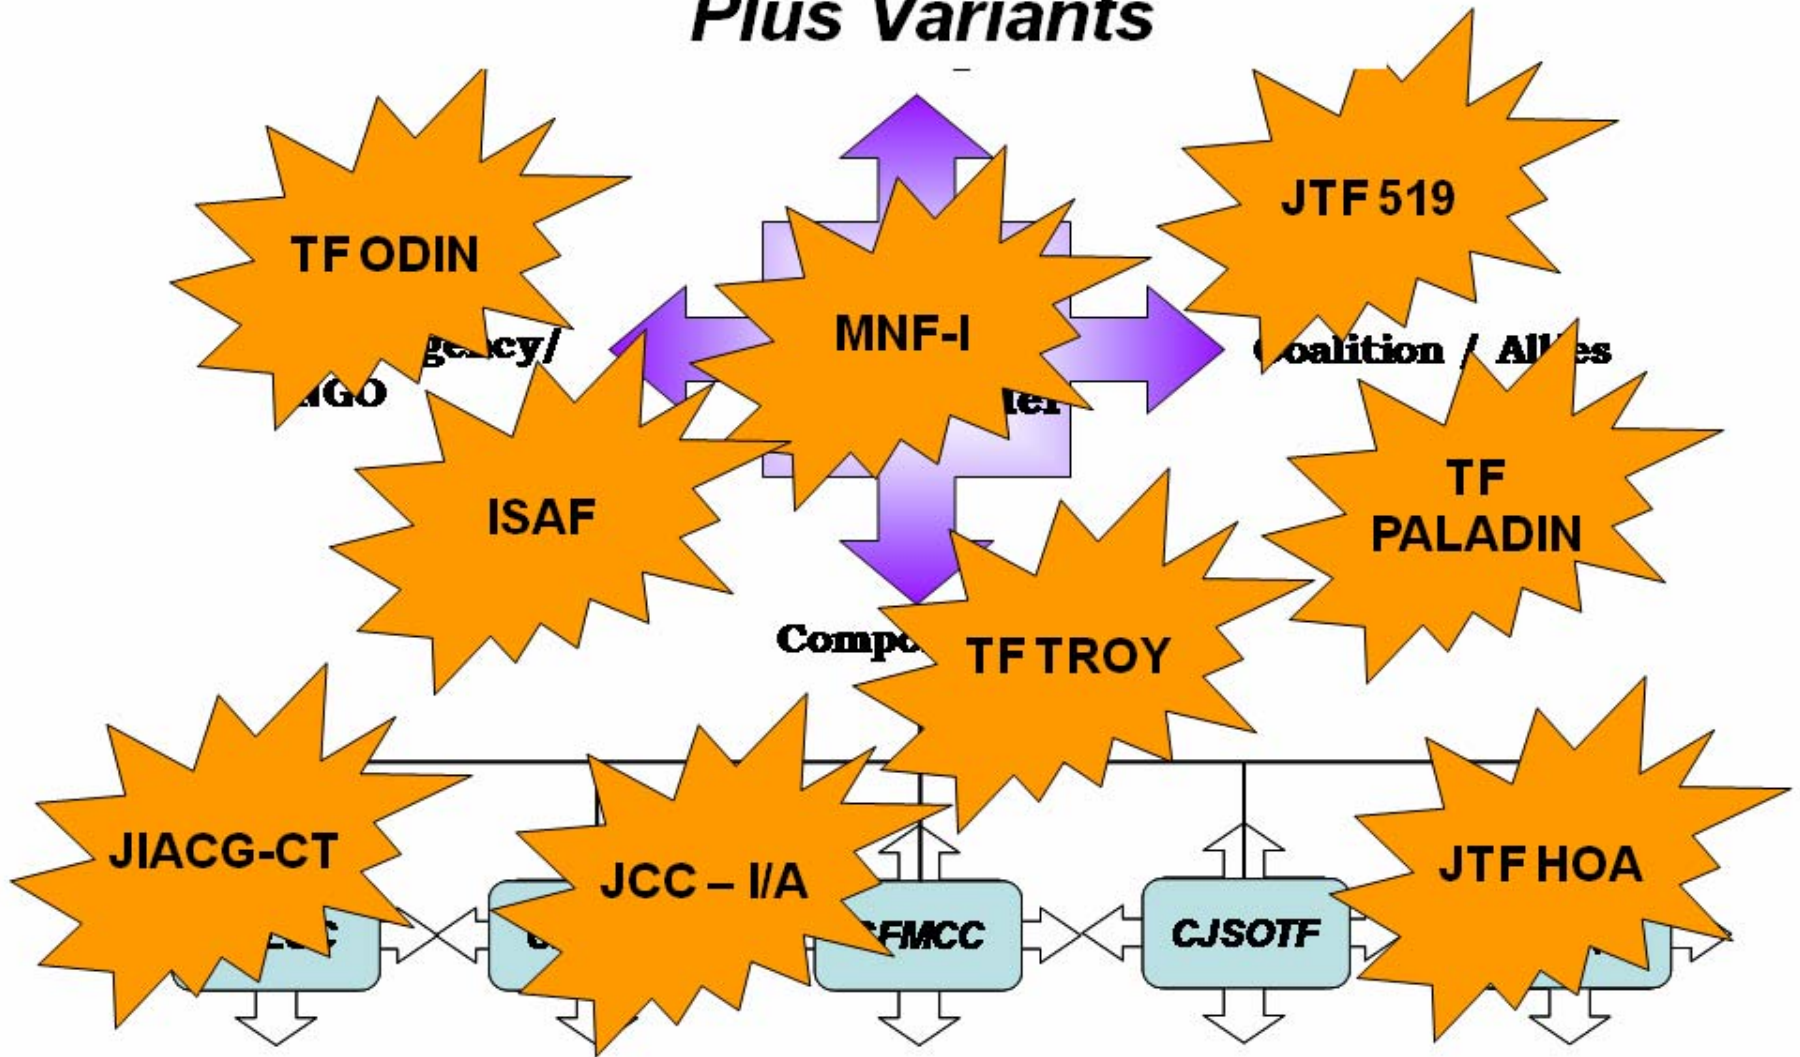 Plus Variants
JTF 519
TF ODIN
MNF-I
Coalition / Allies
NGO
TF
PALADIN
ISAF
TF TROY
JIACG-CT
JCC – I/A
JTF HOA
CJSOTF